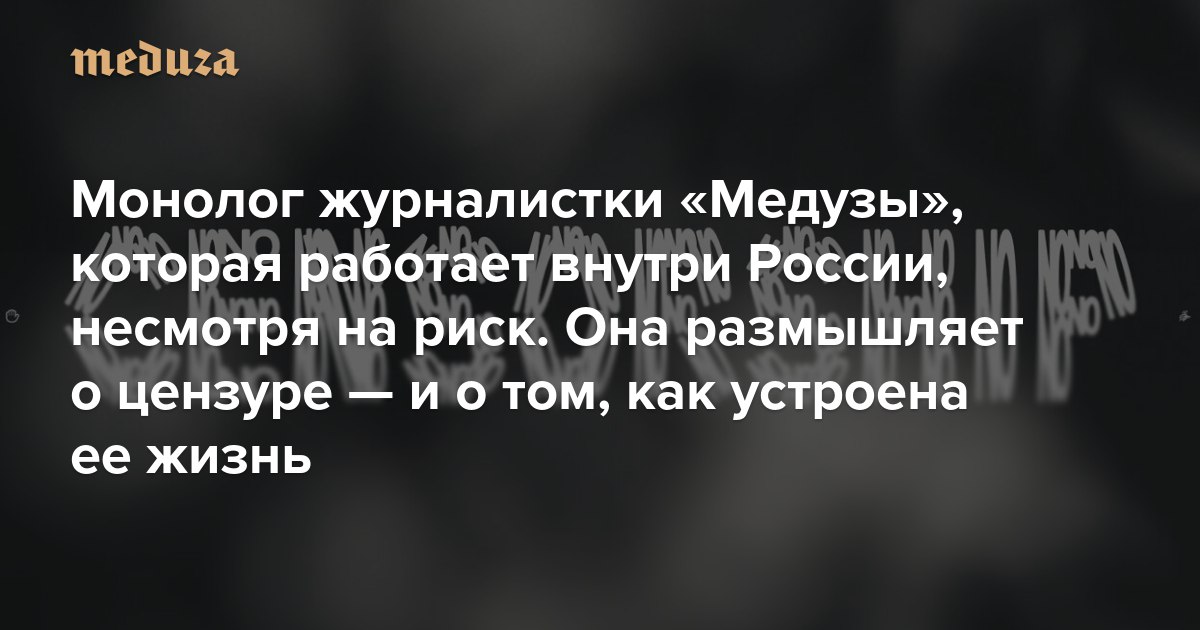 meduza
Монолог журналистки «Медузы»,
которая работает внутри России,
несмотря на риск. Она размышляет
о цензуре — и о том, как устроена
ее жизнь
CENSORSHIP